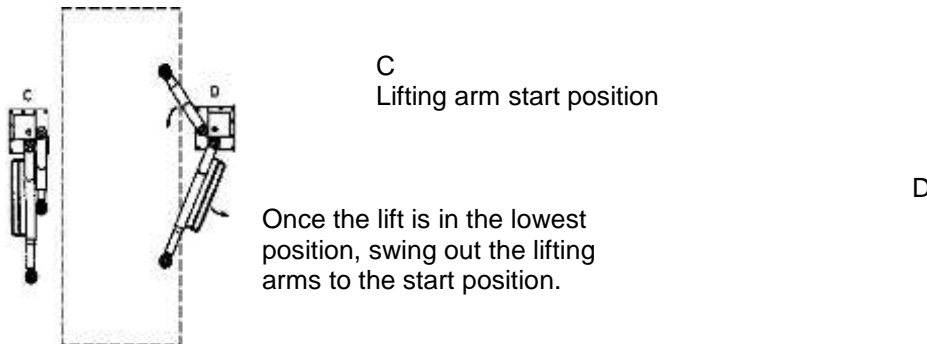 C
D
C
Lifting arm start position
D
Once the lift is in the lowest
position, swing out the lifting
arms to the start position.